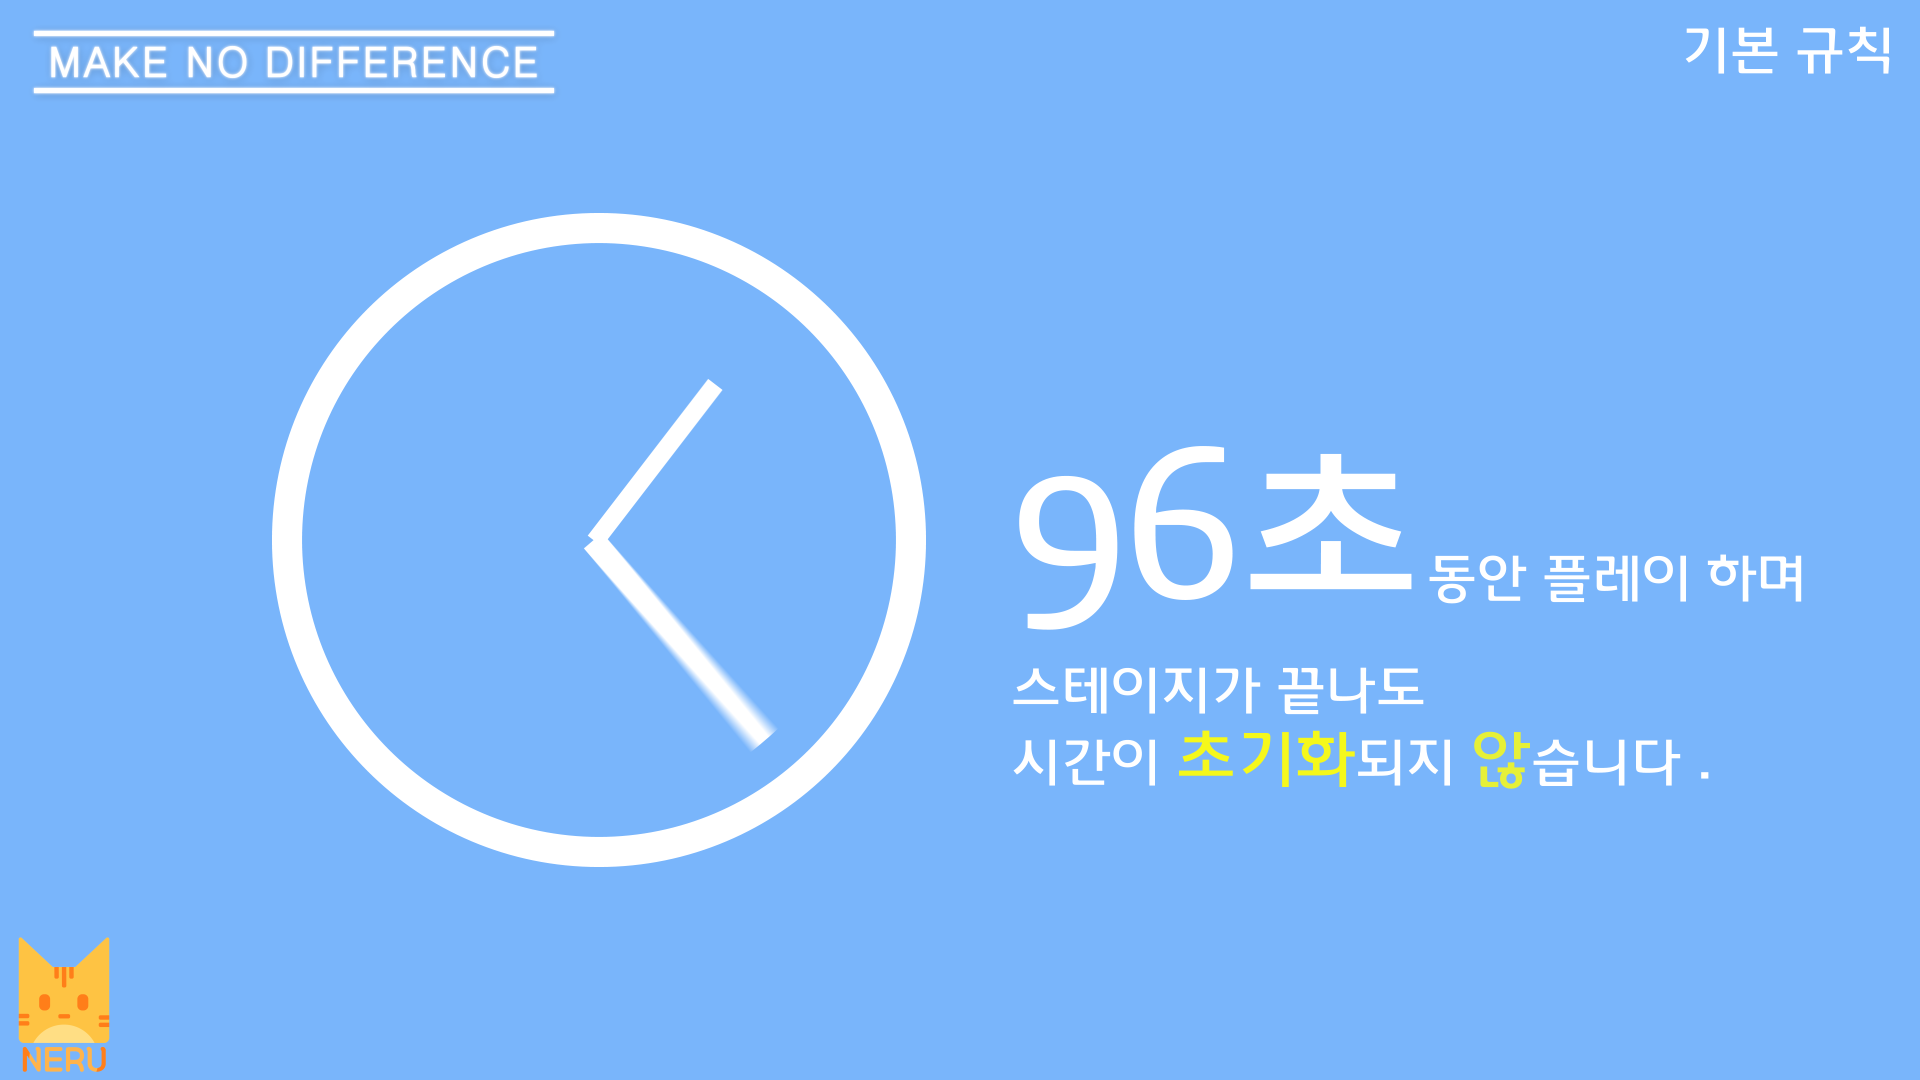 MAKE NO DIFFERENCE
기본 규칙
96초 동안 플레이 하며
스테이지가 끝나도
시간이 초기화되지 않습니다 .
NERU